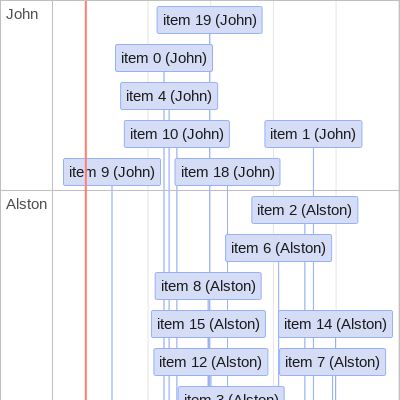 John
item 19 (John)
item 0 (John)
item 4 (John)
item 10 (John)
item 1 (John)
item 9 (John)
item 18 (John)
Alston
item 2 (Alston)
item 6 (Alston)
item 8 (Alston)
item 15 (Alston)
item 14 (Alston)
item 12 (Alston)
item 7 (Alston)
item 3 (Alston)